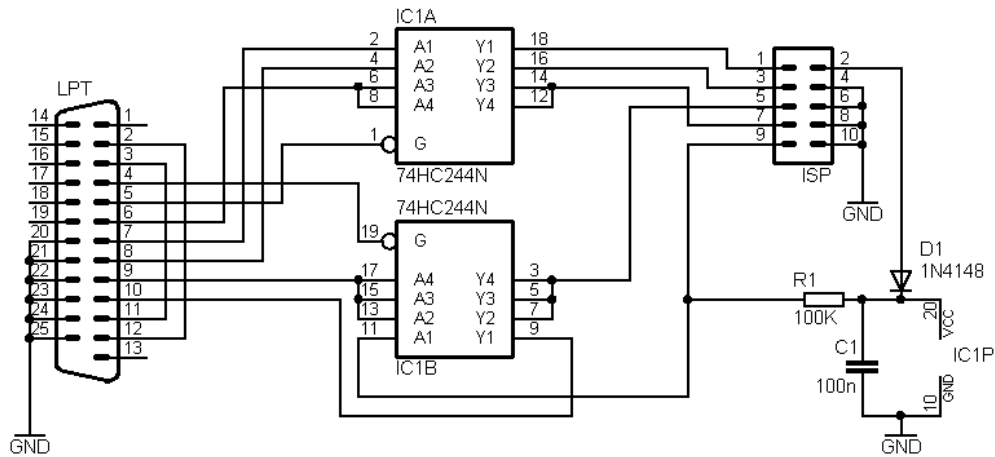 IC1A
2 A1 Y1 18
4 A2 Y2 16
6 A3 Y3 14
8 A4 Y4 12
1 G
74HC244N
LPT
14 1
15 2
16 3
17 4
18 5
19 6
20 7
21 8
22 9
23 10
24 11
25 12
13
GND
74HC244N
19 G
17 A4 Y4 3
15 A3 Y3 5
13 A2 Y2 7
11 A1 Y1 9
IC1B
1 2
3 4
5 6
7 8
9 10
ISP
GND
D1
1N4148
R1
100K
C1
100n
20 VCC
IC1P
10 GND
GND